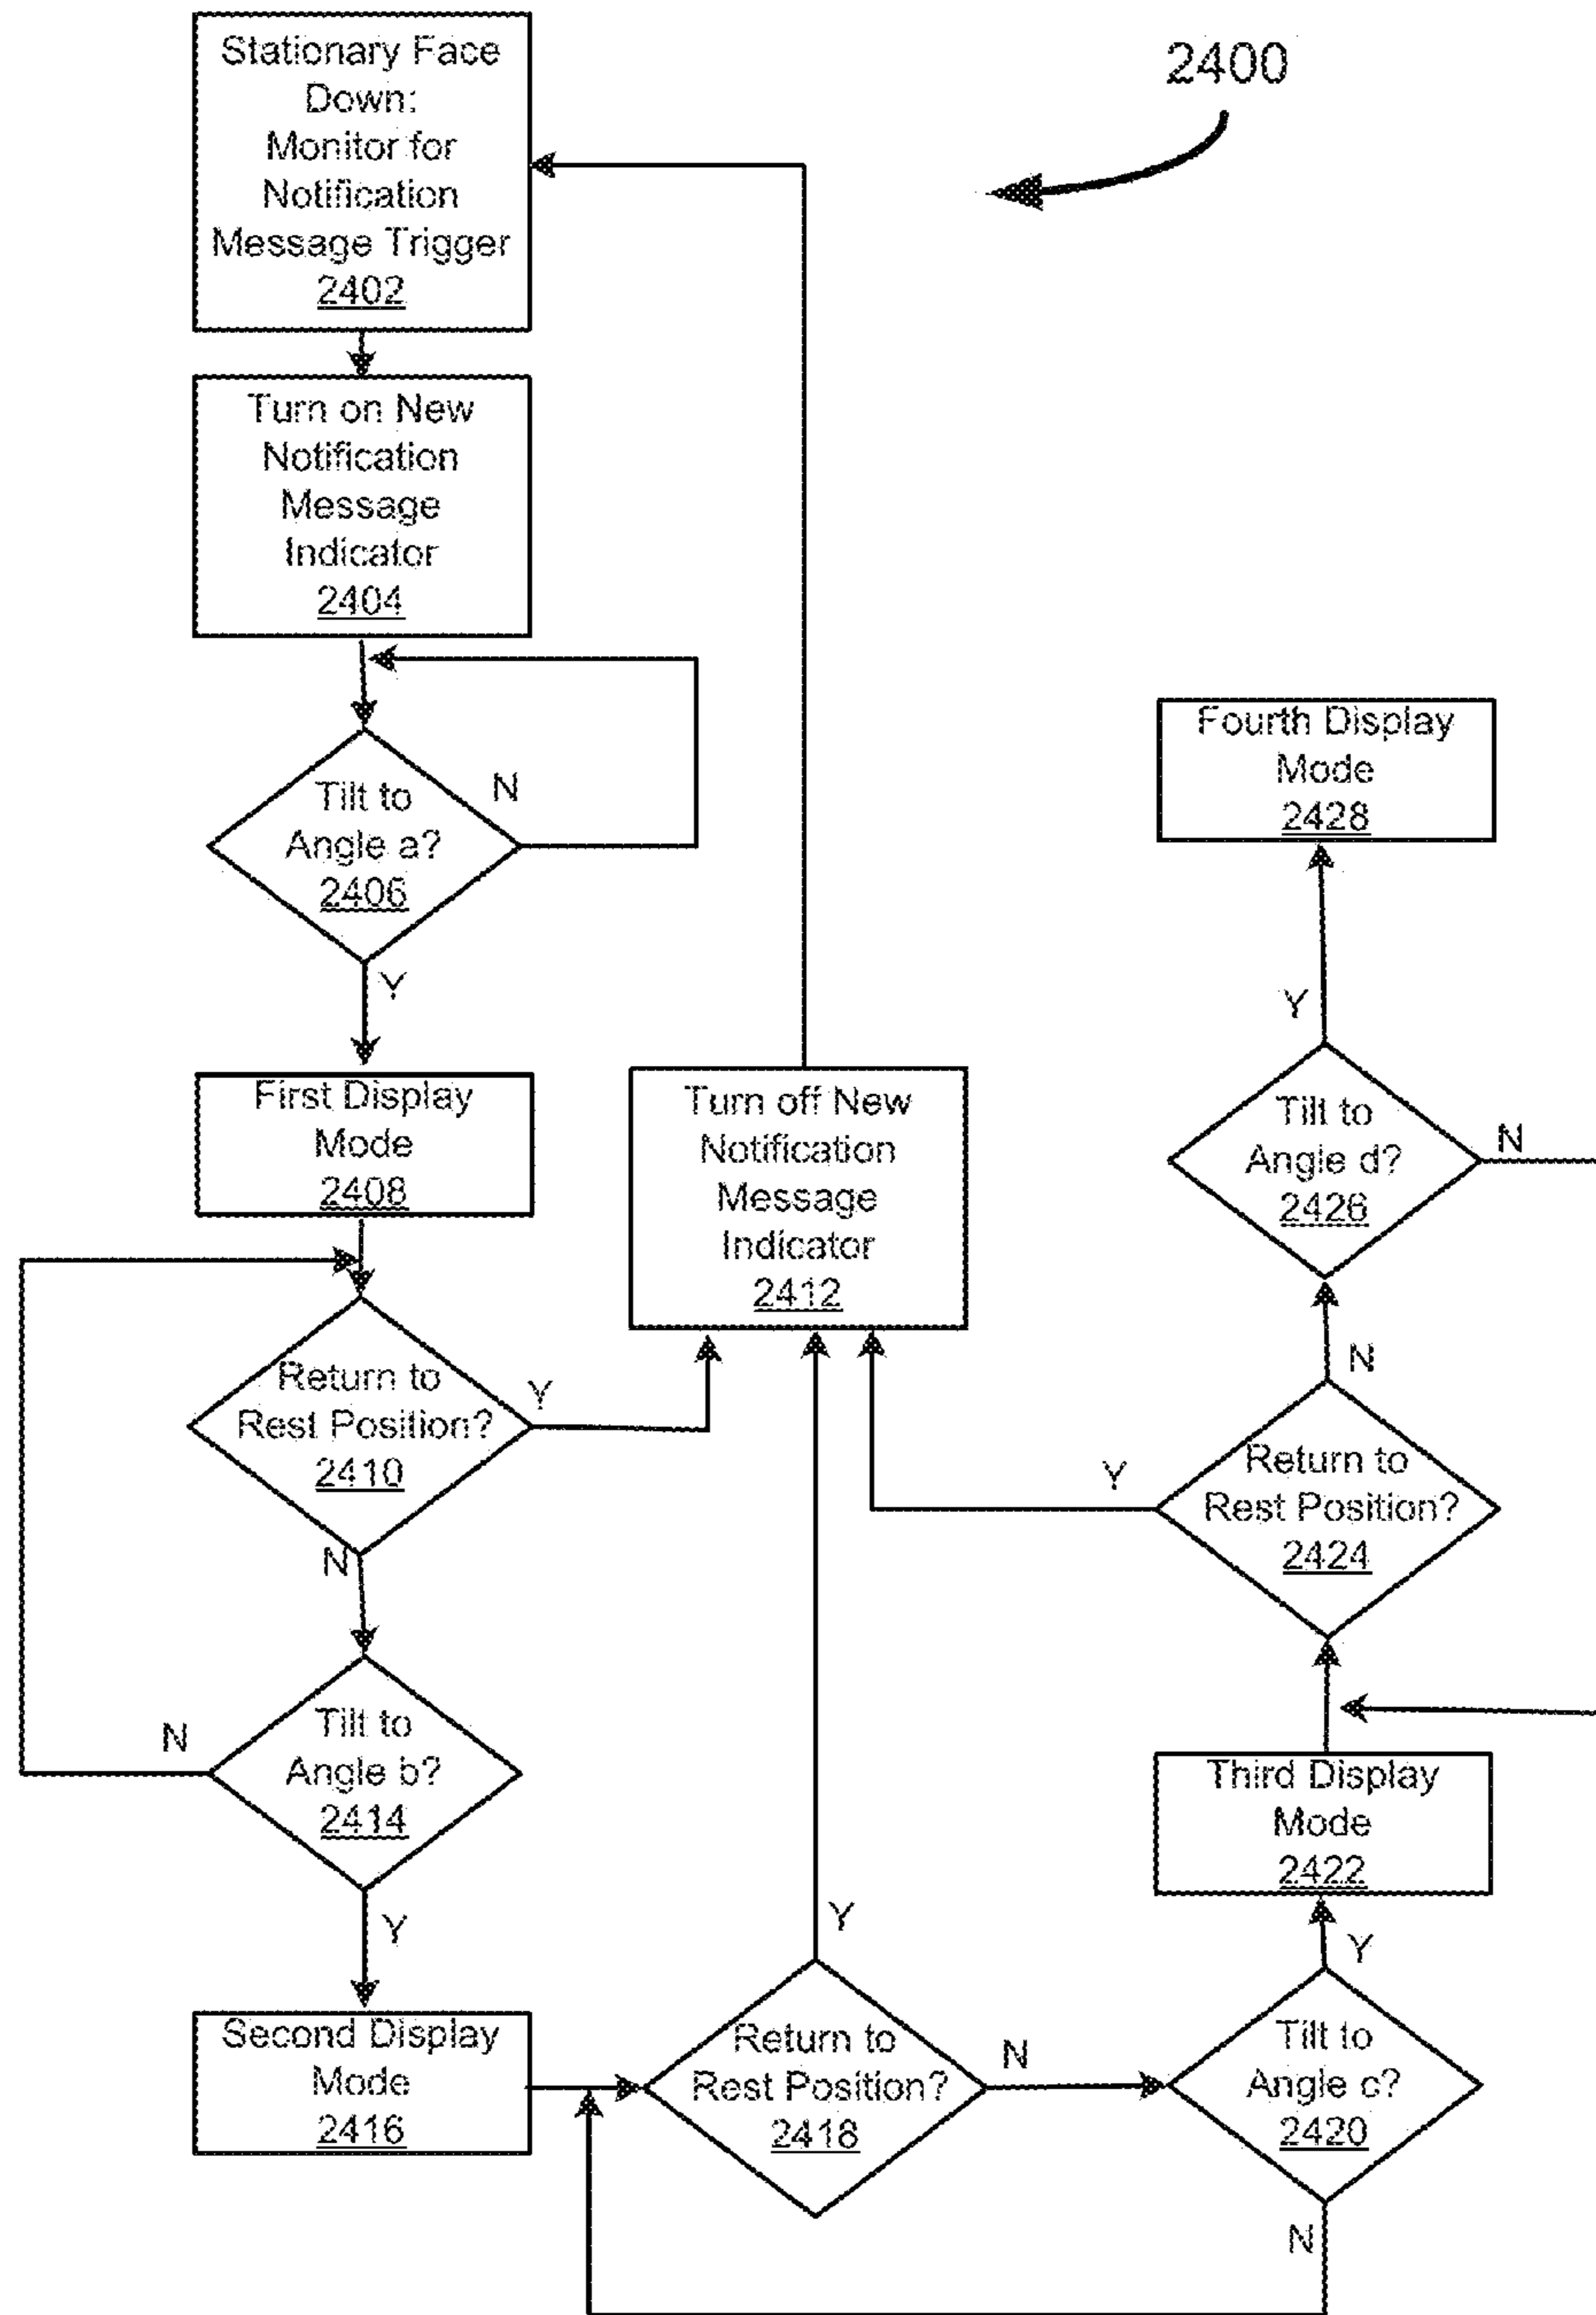 2400
Stationary Face
Down:
Monitor for
Notification
Message Trigger
2402
Turn on New
Notification
Message
Indicator
2404
Tilt to
Angle a?
2406
N
Y
First Display
Mode
2408
Return to
Rest Position?
2410
Y
N
Turn off New
Notification
Message
Indicator
2412
Tilt to
Angle b?
2414
N
Y
Second Display
Mode
2416
Return to
Rest Position?
2418
Y
N
Tilt to
Angle c?
2420
Y
N
Third Display
Mode
2422
Return to
Rest Position?
2424
Y
N
Tilt to
Angle d?
2426
Y
N
Fourth Display
Mode
2428